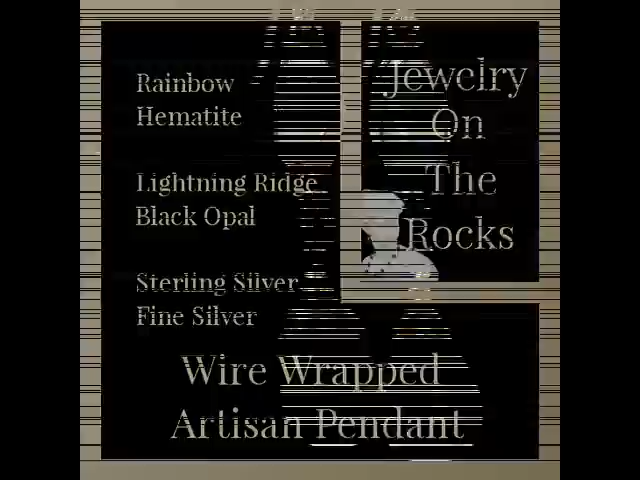 Rainbow
Hematite
Lightning Ridge
Black Opal
Sterling Silver
Fine Silver
Jewelry
On
The
Rocks
Wire Wrapped
Artisan Pendant